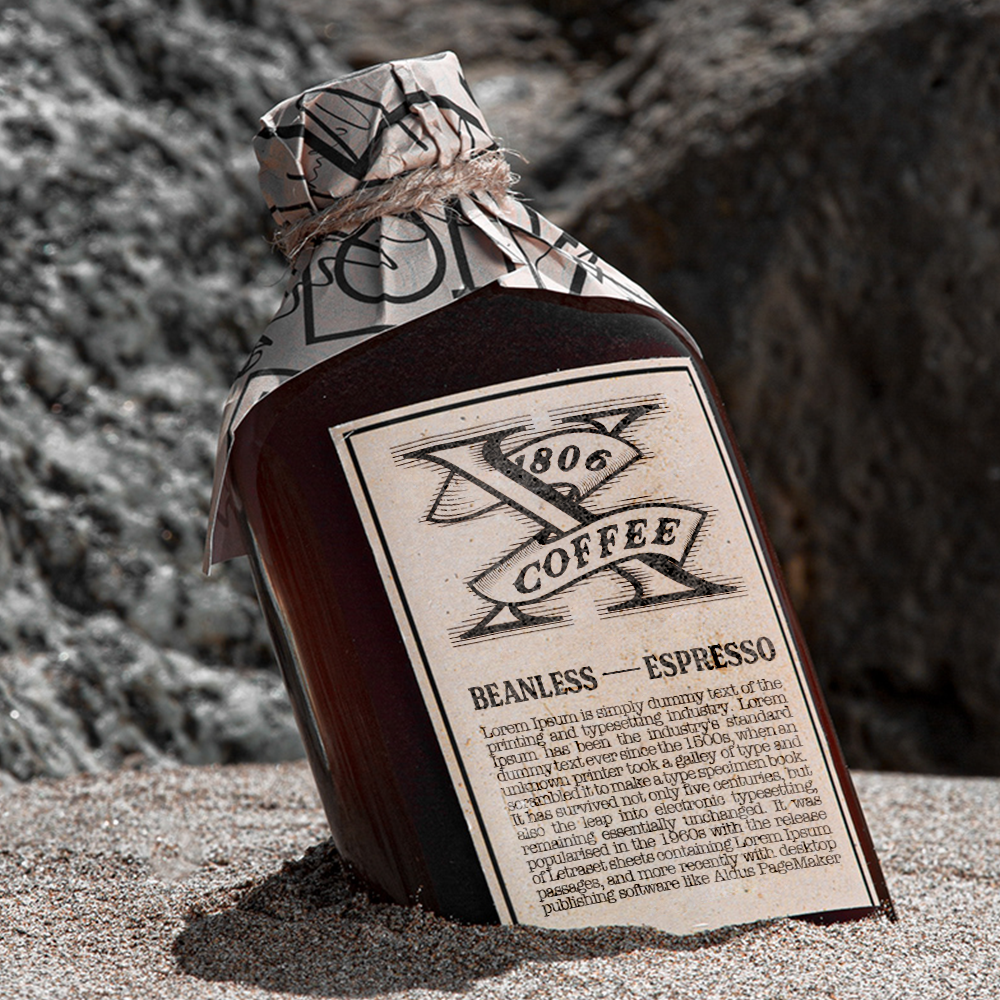 1806
COFFEE
BEANLESS — ESPRESSO
Lorem Ipsum is simply dummy text of the
printing and typesetting industry. Lorem
Ipsum has been the industry's standard
dummy text ever since the 1500s, when an
unknown printer took a galley of type and
scrambled it to make a type specimen book.
It has survived not only five centuries, but
also the leap into electronic typesetting,
remaining essentially unchanged. It was
popularised in the 1960s with the release
of Letraset sheets containing Lorem Ipsum
passages, and more recently with desktop
publishing software like Aldus PageMaker